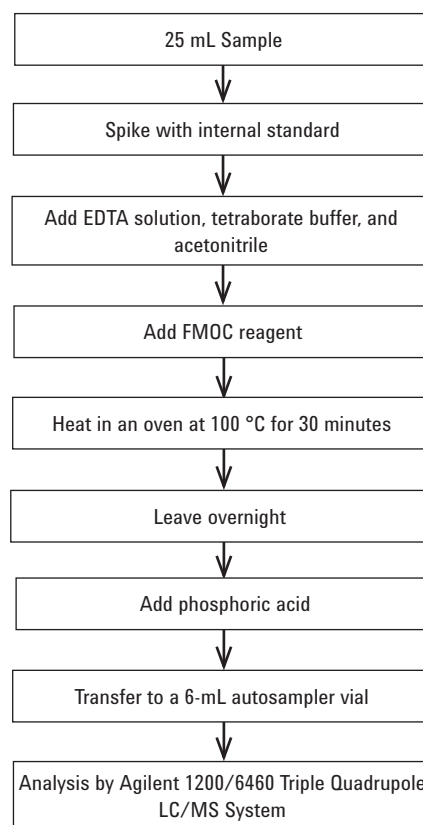 25 mL Sample
Spike with internal standard
Add EDTA solution, tetraborate buffer, and
acetonitrile
Add FMOC reagent
Heat in an oven at 100 °C for 30 minutes
Leave overnight
Add phosphoric acid
Transfer to a 6-mL autosampler vial
Analysis by Agilent 1200/6460 Triple Quadrupole
LC/MS System